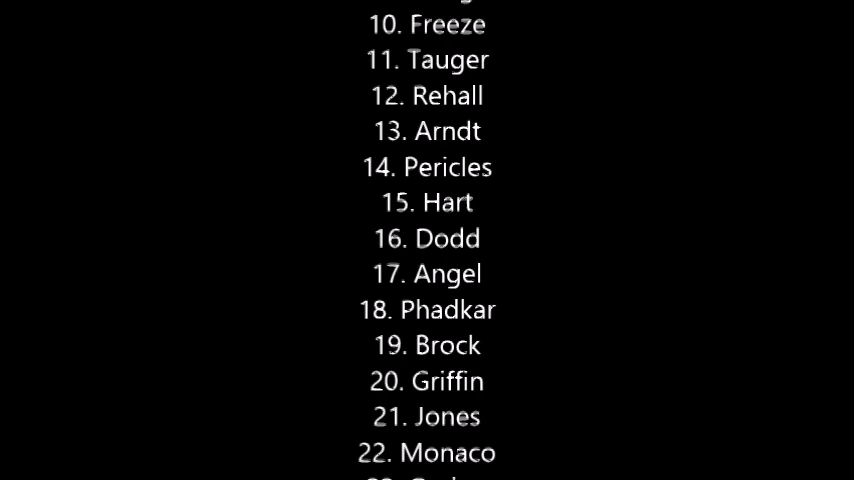 10. Freeze
11. Tauger
12. Rehall
13. Arndt
14. Pericles
15. Hart
16. Dodd
17. Angel
18. Phadkar
19. Brock
20. Griffin
21. Jones
22. Monaco